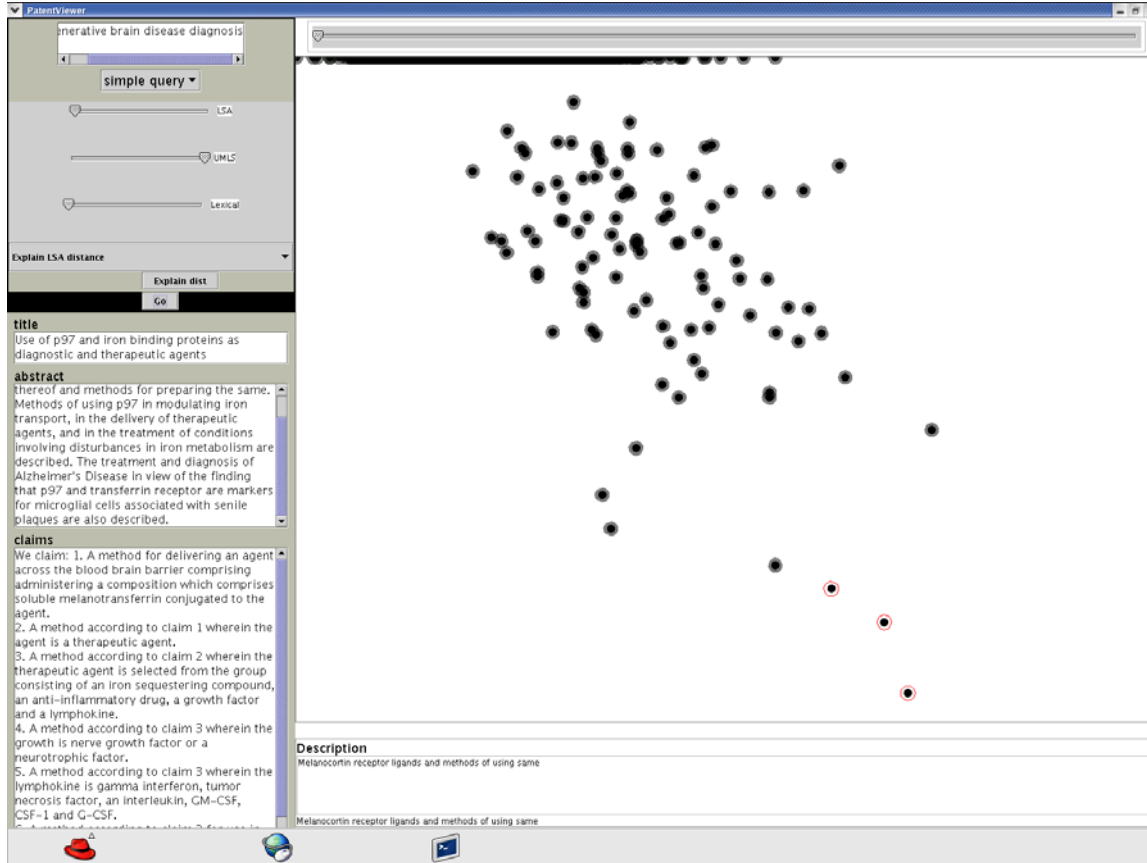 PatentViewer
enerative brain disease diagnosis
simple query
LSA
UMLS
Lexical
Explain LSA distance
Explain dist
Go
title
Use of p97 and iron binding proteins as
diagnostic and therapeutic agents
abstract
thereof and methods for preparing the same.
Methods of using p97 in modulating iron
transport, in the delivery of therapeutic
agents, and in the treatment of conditions
involving disturbances in iron metabolism are
described. The treatment and diagnosis of
Alzheimer's Disease in view of the finding
that p97 and transferrin receptor are markers
for microglial cells associated with senile
plaques are also described.
claims
We claim: 1. A method for delivering an agent
across the blood brain barrier comprising
administering a composition which comprises
soluble melanotransferrin conjugated to the
agent.
2. A method according to claim 1 wherein the
agent is a therapeutic agent.
3. A method according to claim 2 wherein the
therapeutic agent is selected from the group
consisting of an iron sequestering compound,
an anti-inflammatory drug, a growth factor
and a lymphokine.
4. A method according to claim 3 wherein the
growth is nerve growth factor or a
neurotrophic factor.
5. A method according to claim 3 wherein the
lymphokine is gamma interferon, tumor
necrosis factor, an interleukin, GM-CSF,
CSF-1 and G-CSF.
Description
Melanocortin receptor ligands and methods of using same
Melanocortin receptor ligands and methods of using same